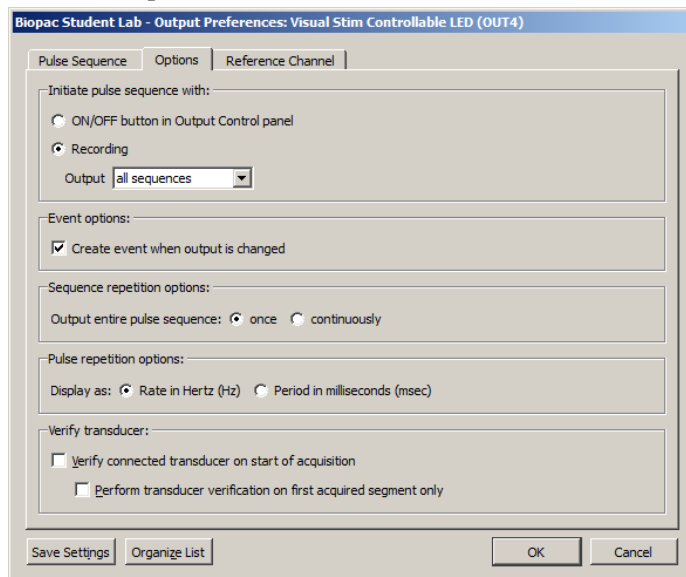 Biopac Student Lab - Output Preferences: Visual Stim Controllable LED (OUT4)
Pulse Sequence Options Reference Channel
Initiate pulse sequence with:
ON/OFF button in Output Control panel
Recording
Output all sequences
Event options:
Create event when output is changed
Sequence repetition options:
Output entire pulse sequence: once continuously
Pulse repetition options:
Display as: Rate in Hertz (Hz) Period in milliseconds (msec)
Verify transducer:
Verify connected transducer on start of acquisition
Perform transducer verification on first acquired segment only
Save Settings Organize List OK Cancel